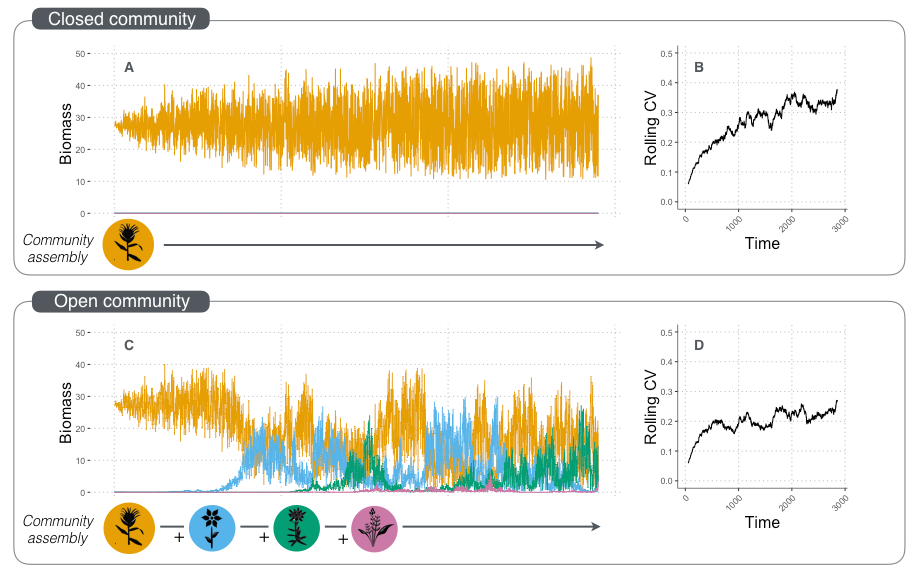 Closed community
A
50
40
30
20
10
0
Biomass
B
0.5
0.4
0.3
0.2
0.1
0.0
Rolling CV
0
1000
2000
3000
Time
Community
assembly
Open community
C
50
40
30
20
10
0
Biomass
D
0.5
0.4
0.3
0.2
0.1
0.0
Rolling CV
0
1000
2000
3000
Time
Community
assembly
+
+
+